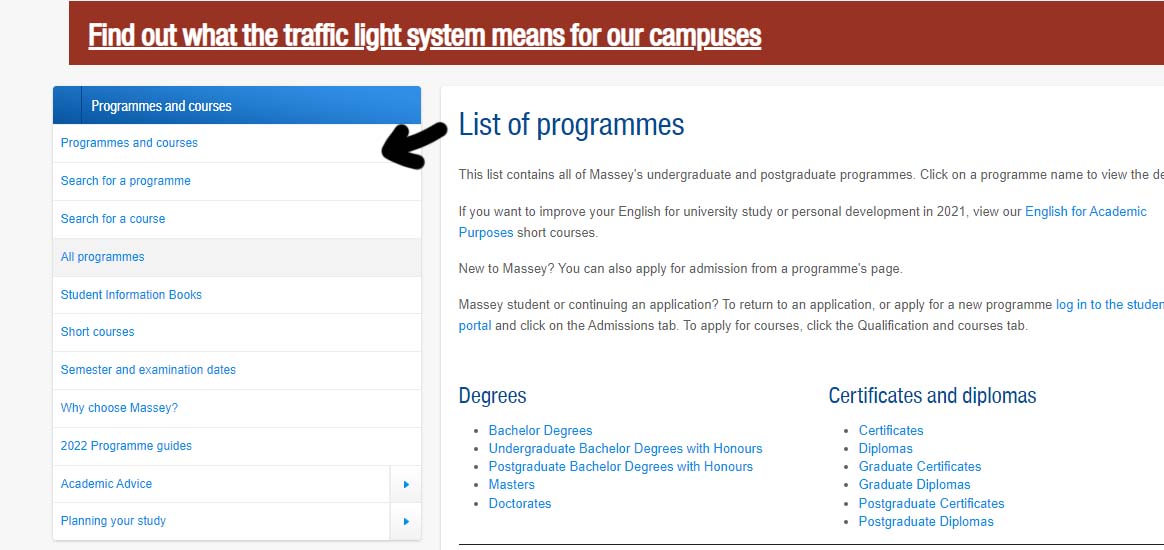 Find out what the traffic light system means for our campuses
Programmes and courses
Programmes and courses
Search for a programme
Search for a course
All programmes
Student Information Books
Short courses
Semester and examination dates
Why choose Massey?
2022 Programme guides
Academic Advice
Planning your study
List of programmes
This list contains all of Massey's undergraduate and postgraduate programmes. Click on a programme name to view the de
If you want to improve your English for university study or personal development in 2021, view our English for Academic
Purposes short courses.
New to Massey? You can also apply for admission from a programme's page.
Massey student or continuing an application? To return to an application, or apply for a new programme log in to the studen
portal and click on the Admissions tab. To apply for courses, click the Qualification and courses tab.
Degrees
Bachelor Degrees
Undergraduate Bachelor Degrees with Honours
Postgraduate Bachelor Degrees with Honours
Masters
Doctorates
Certificates and diplomas
Certificates
Diplomas
Graduate Certificates
Graduate Diplomas
Postgraduate Certificates
Postgraduate Diplomas